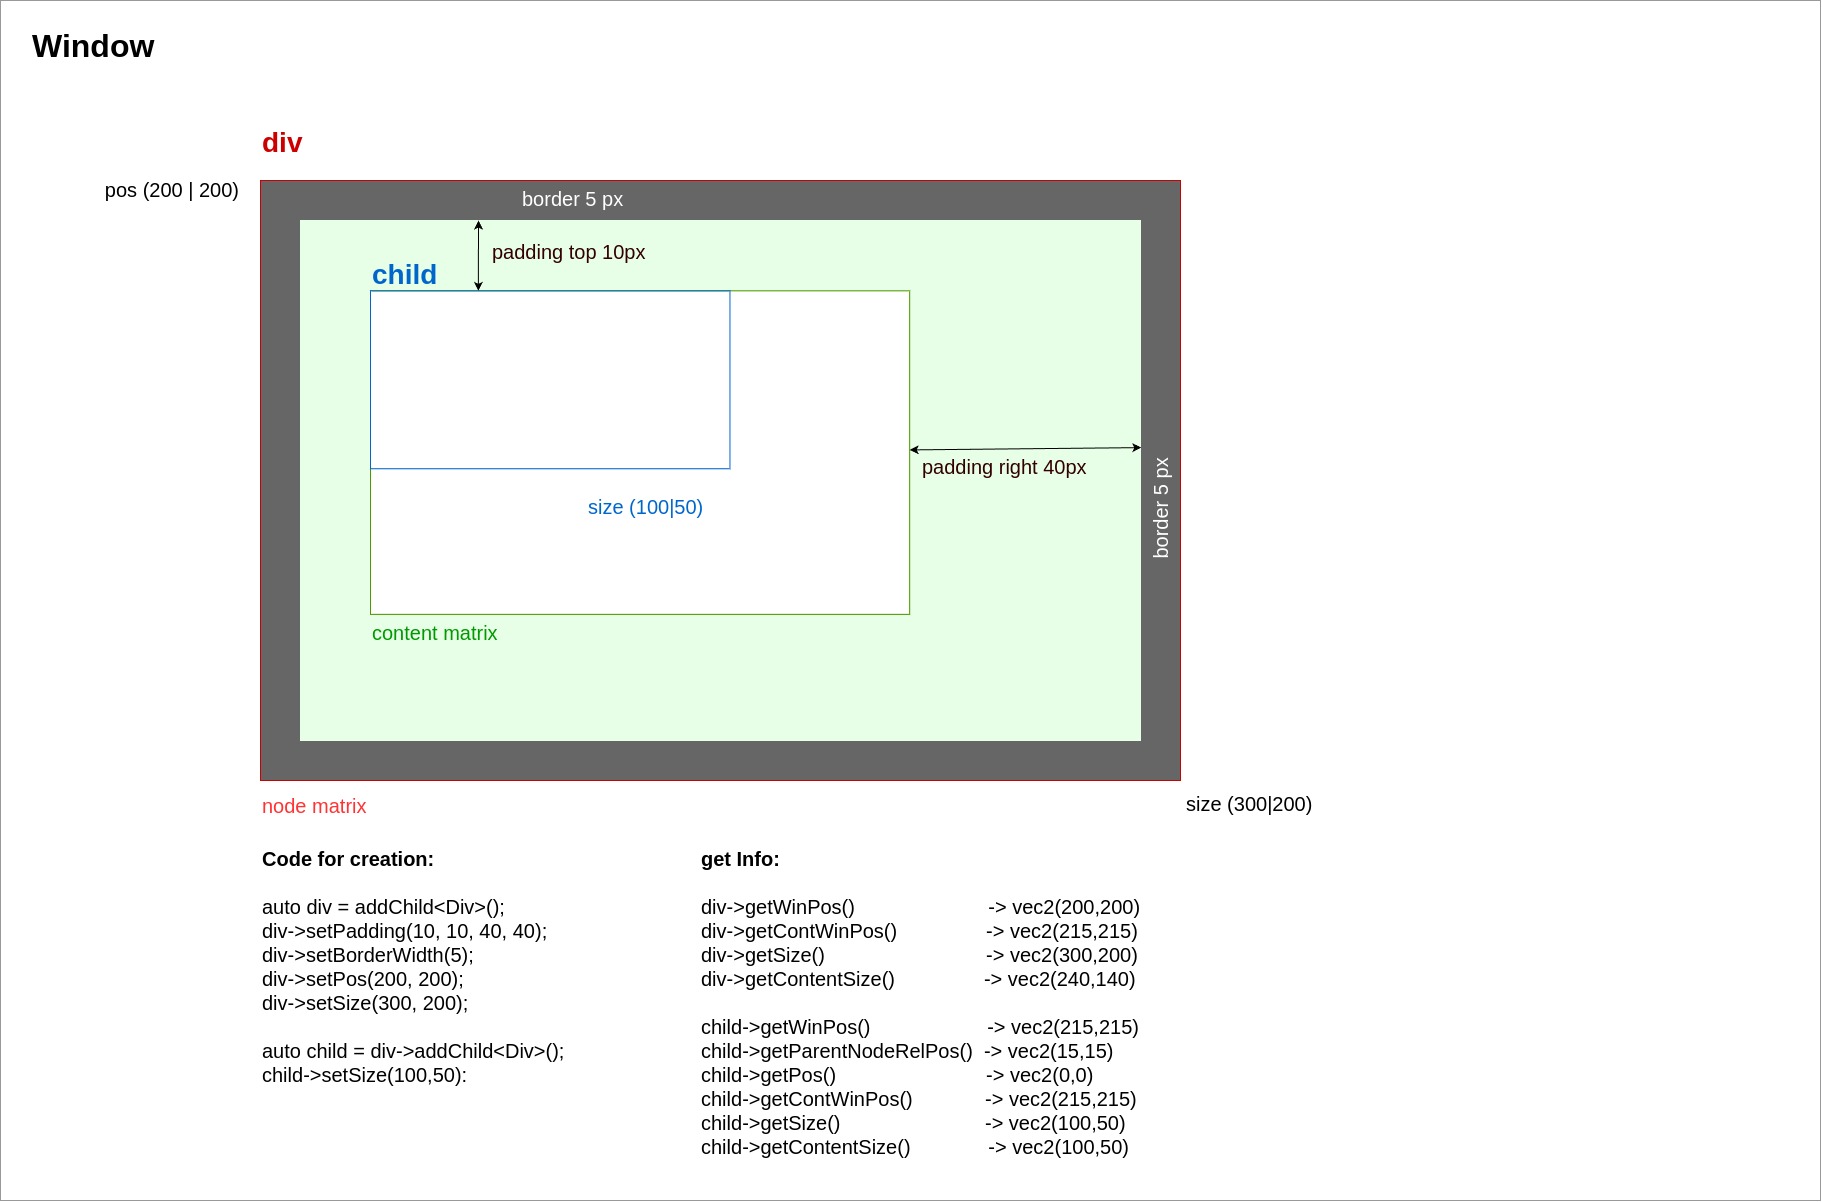 Window
div
pos (200 | 200)
border 5 px
padding top 10px
child
padding right 40px
border 5 px
size (100|50)
content matrix
node matrix
size (300|200)
Code for creation:
auto div = addChild<Div>();
div->setPadding(10, 10, 40, 40);
div->setBorderWidth(5);
div->setPos(200, 200);
div->setSize(300, 200);
auto child = div->addChild<Div>();
child->setSize(100,50):
get Info:
div->getWinPos() -> vec2(200,200)
div->getContWinPos() -> vec2(215,215)
div->getSize() -> vec2(300,200)
div->getContentSize() -> vec2(240,140)
child->getWinPos() -> vec2(215,215)
child->getParentNodeRelPos() -> vec2(15,15)
child->getPos() -> vec2(0,0)
child->getContWinPos() -> vec2(215,215)
child->getSize() -> vec2(100,50)
child->getContentSize() -> vec2(100,50)